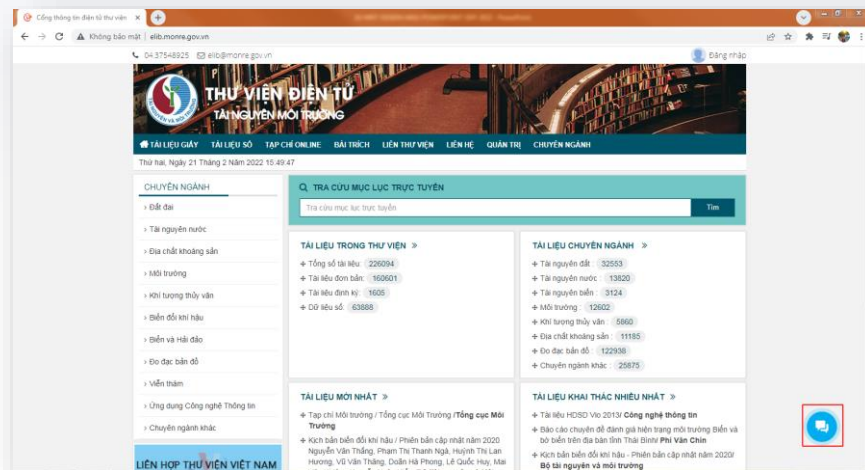 Cổng thông tin điện tử thư viện
Không bảo mật | elib.monre.gov.vn
04.37548925 elib@monre.gov.vn
Đăng nhập
TÀI NGUYÊN VÀ MÔI TRƯỜNG
THƯ VIỆN ĐIỆN TỬ
TÀI NGUYÊN MÔI TRƯỜNG
TÀI LIỆU GIẤY TÀI LIỆU SỐ TẠP CHÍ ONLINE BÀI TRÍCH LIÊN THƯ VIỆN LIÊN HỆ QUẢN TRỊ CHUYÊN NGÀNH
Thứ hai, Ngày 21 Tháng 2 Năm 2022 15:49:47
CHUYÊN NGÀNH
› Đất đai
› Tài nguyên nước
› Địa chất khoáng sản
› Môi trường
› Khí tượng thủy văn
› Biến đổi khí hậu
› Biển và Hải đảo
› Đo đạc bản đồ
› Viễn thám
› Ứng dụng Công nghệ Thông tin
› Chuyên ngành khác
LIÊN HỢP THƯ VIỆN VIỆT NAM
TRA CỨU MỤC LỤC TRỰC TUYẾN
Tra cứu mục lục trực tuyến
Tìm
TÀI LIỆU TRONG THƯ VIỆN »
+ Tổng số tài liệu: 226094
+ Tài liệu đơn bản: 160601
+ Tài liệu định kỳ: 1605
+ Dữ liệu số: 63888
TÀI LIỆU CHUYÊN NGÀNH »
+ Tài nguyên đất : 32553
+ Tài nguyên nước : 13820
+ Tài nguyên biển : 3124
+ Môi trường : 12602
+ Khí tượng thủy văn : 5860
+ Địa chất khoáng sản : 11185
+ Đo đạc bản đồ : 122938
+ Chuyên ngành khác : 25875
TÀI LIỆU MỚI NHẤT »
+ Tạp chí Môi trường / Tổng cục Môi Trường /Tổng cục Môi
Trường
+ Kịch bản biến đổi khí hậu / Phiên bản cập nhật năm 2020
Nguyễn Văn Thắng, Phạm Thị Thanh Ngà, Huỳnh Thị Lan
Hương, Vũ Văn Thăng, Doãn Hà Phong, Lê Quốc Huy, Mai
TÀI LIỆU KHAI THÁC NHIỀU NHẤT »
+ Tài liệu HDSD Vio 2013/ Công nghệ thông tin
+ Báo cáo chuyên đề đánh giá hiện trạng môi trường Biển và
bờ biển trên địa bàn tỉnh Thái Bình/ Phi Văn Chin
+ Kịch bản biến đổi khí hậu - Phiên bản cập nhật năm 2020/
Bộ tài nguyên và môi trường